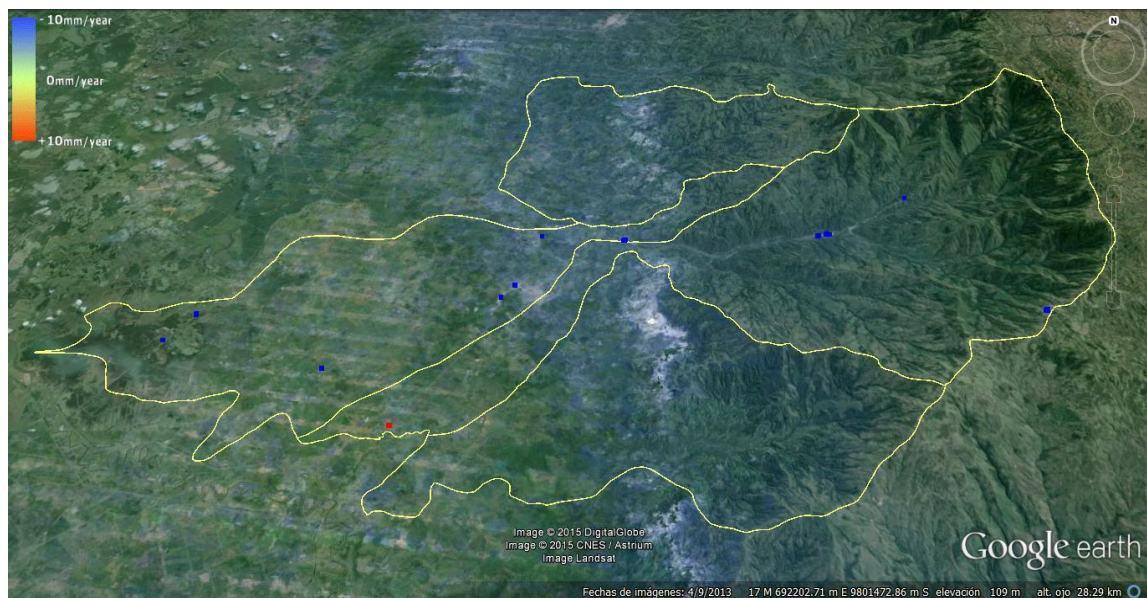 - 10mm/year
0mm/year
+10mm/year
N
Image © 2015 DigitalGlobe
Image © 2015 CNES / Astrium
Image Landsat
Google earth
Fechas de imágenes: 4/9/2013 17 M 692202.71 m E 9801472.86 m S elevación 109 m alt. ojo 28.29 km